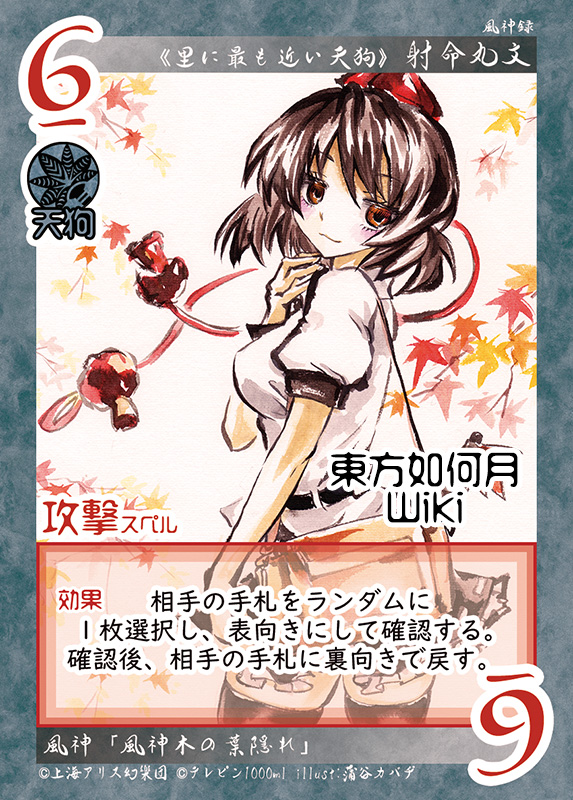 風神録
6
《里に最も近い天狗》 射命丸文
天狗
東方如何月
Wiki
攻撃スペル
効果 相手の手札をランダムに
1枚選択し、表向きにして確認する。
確認後、相手の手札に裏向きで戻す。
6
風神「風神木の葉隠れ」
©上海アリス幻樂団 ©テレピン1000ml illust:蒲谷カバヂ